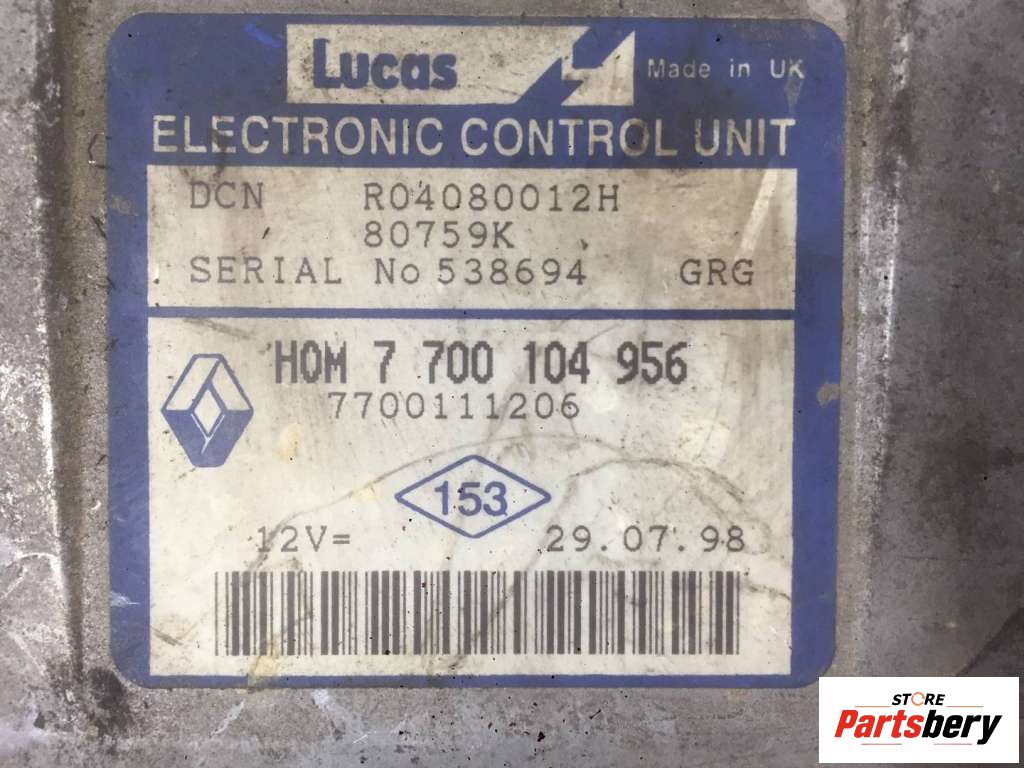 Lucas Made in UK
ELECTRONIC CONTROL UNIT
DCN R04080012H
80759K
SERIAL No 538694 GRG
HOM 7 700 104 956
7700111206
153
12V= 29.07.98
STORE
Partsbery